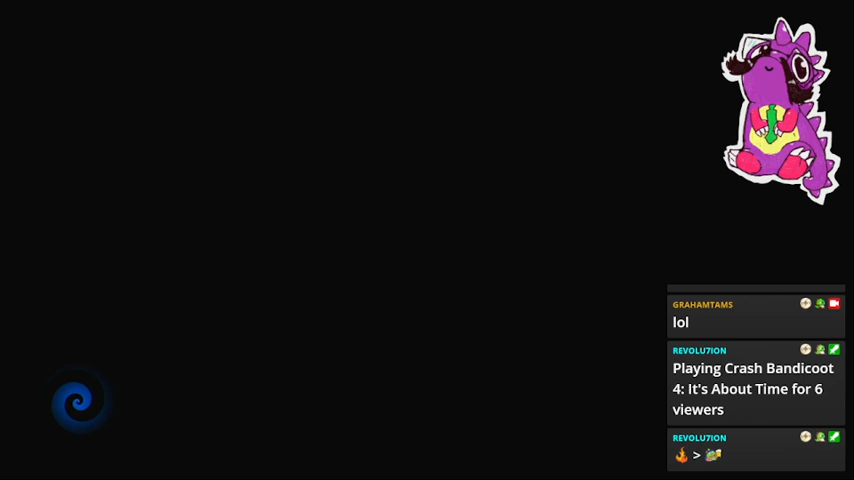 GRAHAMTAMS
lol
REVOLU7ION
Playing Crash Bandicoot
4: It's About Time for 6
viewers
REVOLU7ION
🔥 > 🍻